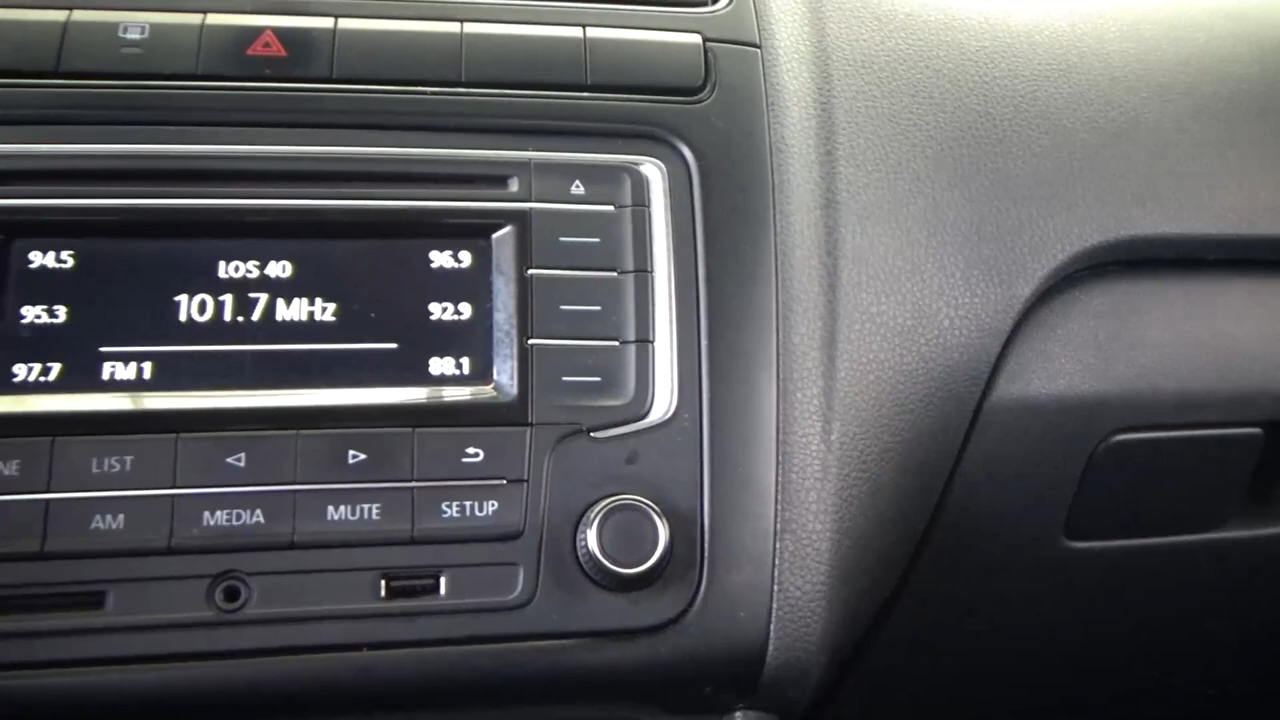 94.5 LOS 40 96.9
95.3 101.7 MHz 92.9
97.7 FM 1 88.1
NE LIST
AM MEDIA MUTE SETUP